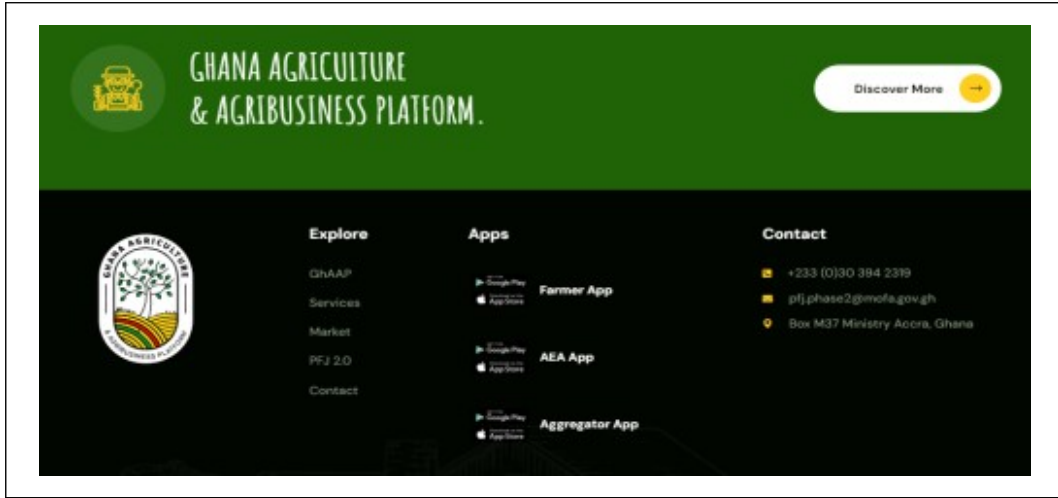 GHANA AGRICULTURE
& AGRIBUSINESS PLATFORM.
Discover More →
GHANA AGRICULTURE
& AGRIBUSINESS PLATFORM
Explore
GhAAP
Services
Market
PFJ 2.0
Contact
Apps
Google Play
App Store
Farmer App
Google Play
App Store
AEA App
Google Play
App Store
Aggregator App
Contact
+233 (0)30 394 2319
pfj.phase2@mofa.gov.gh
Box M37 Ministry Accra, Ghana